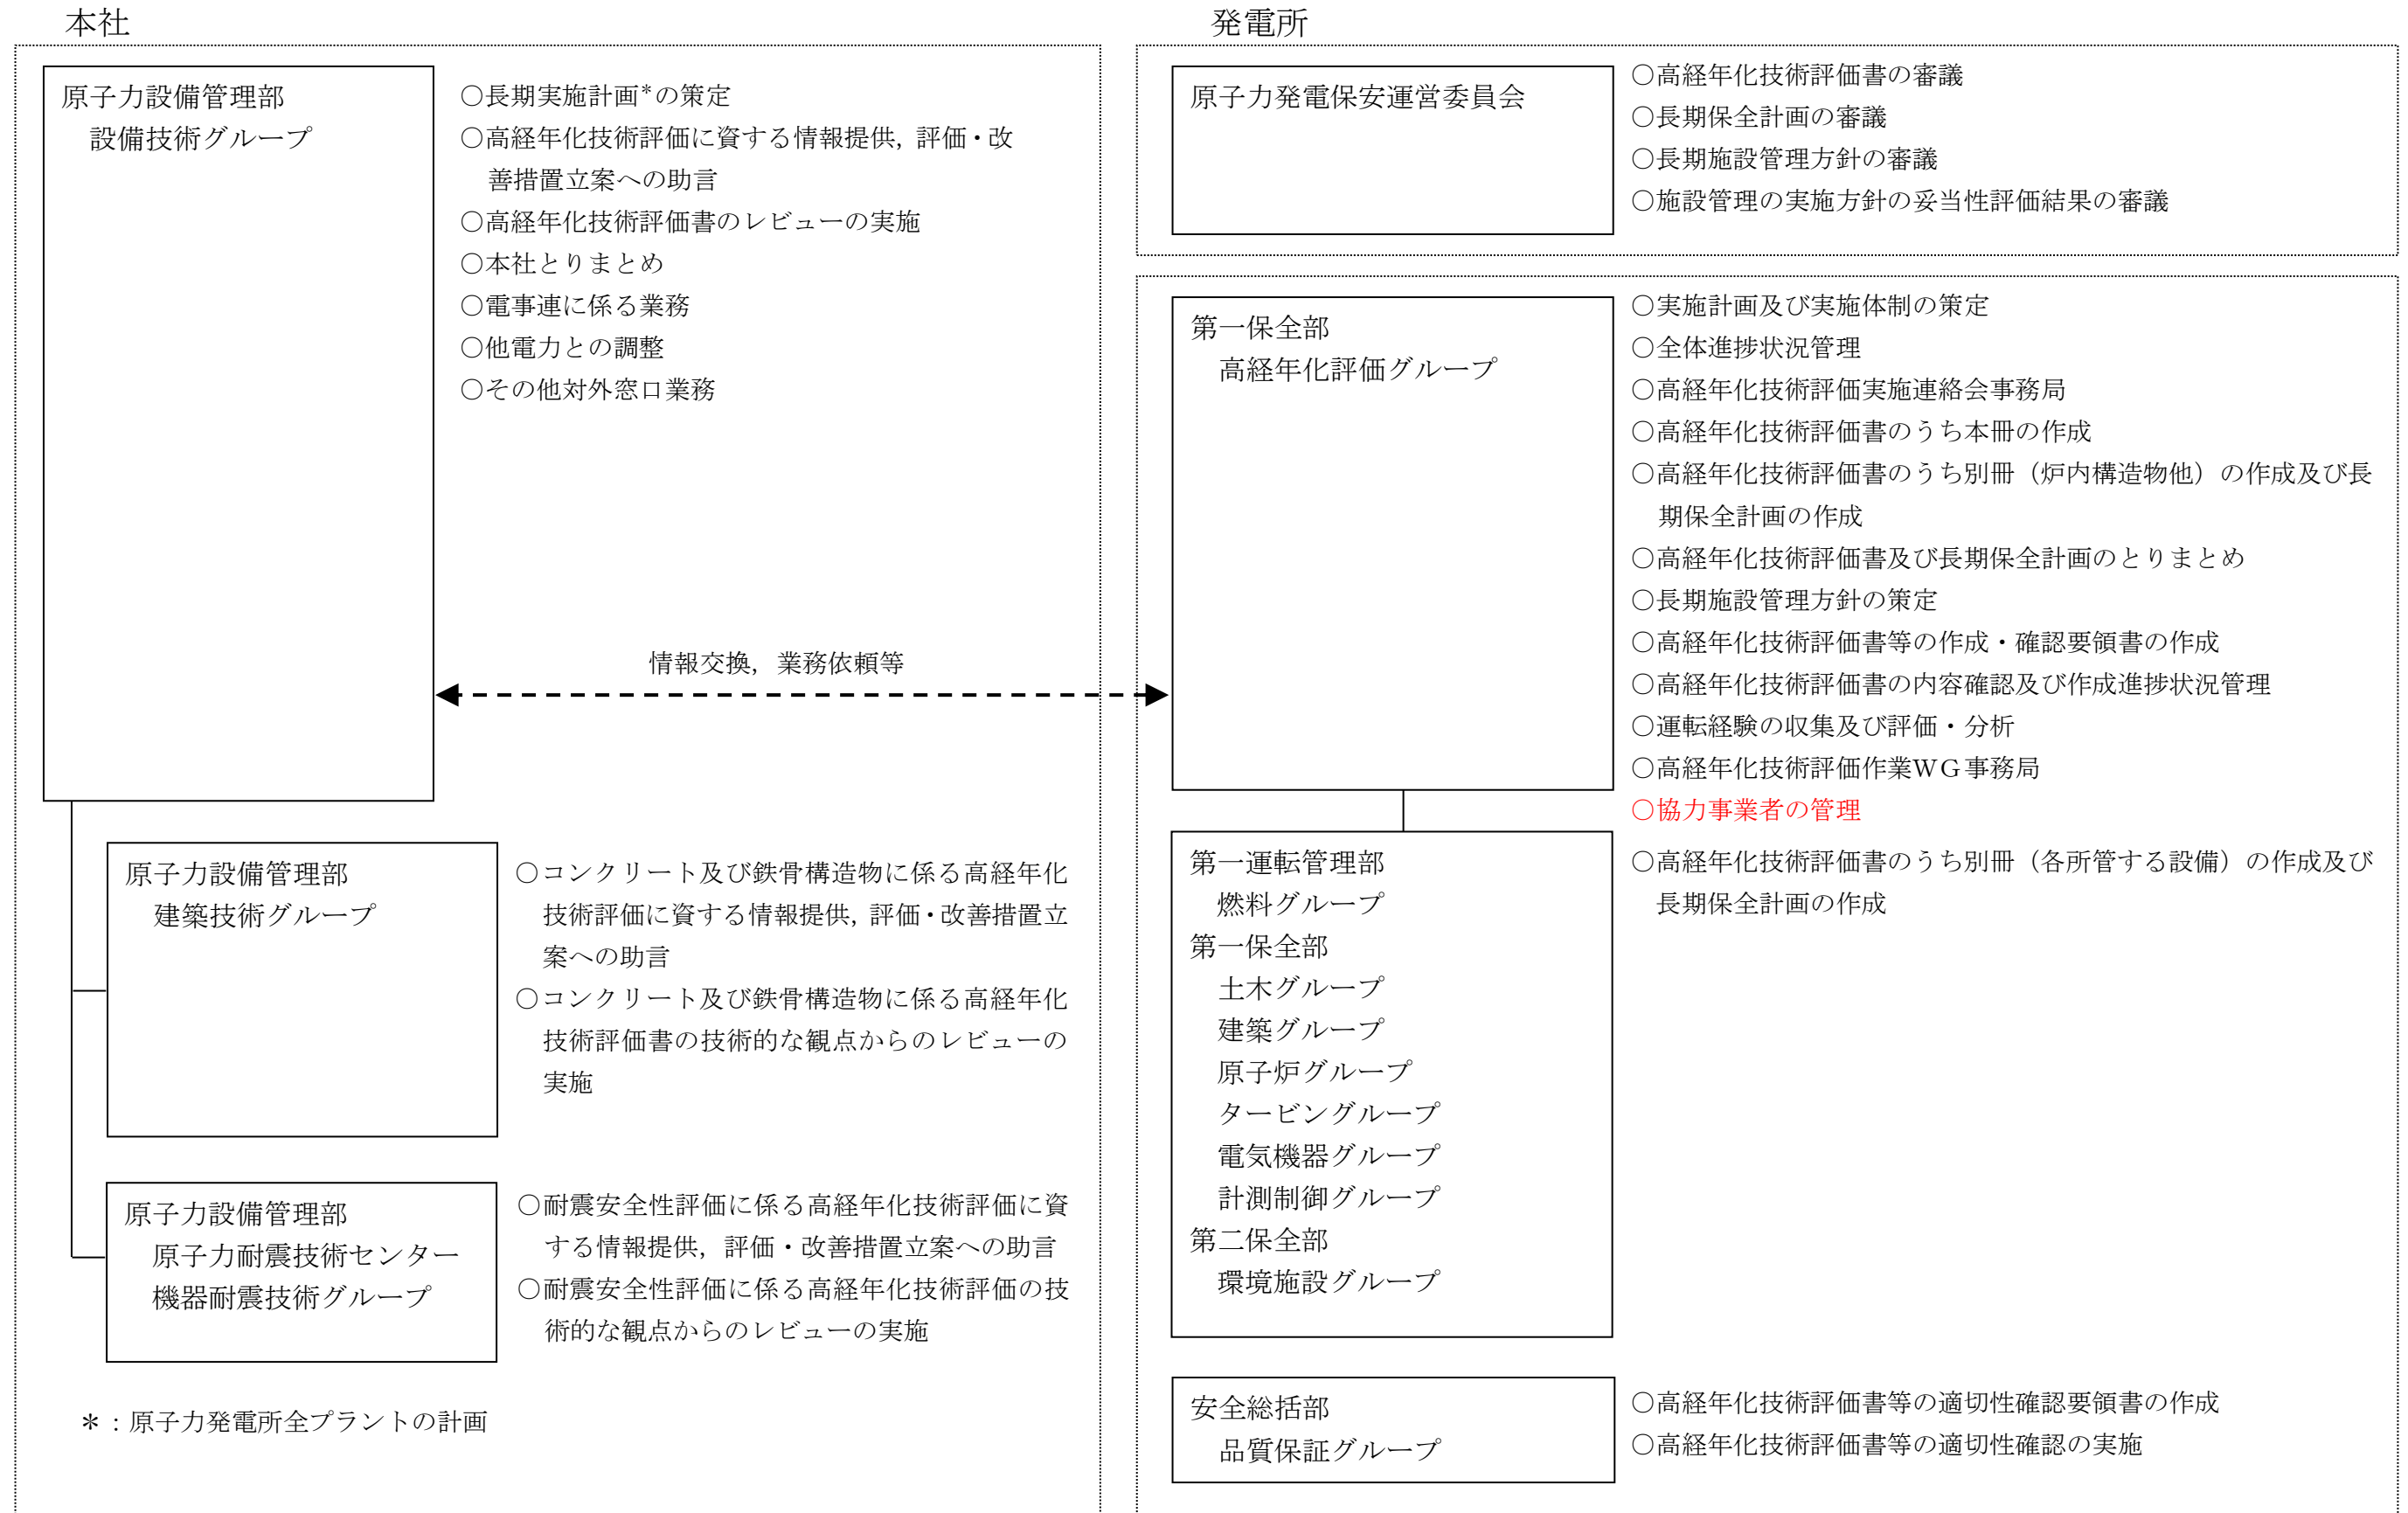 本社
原子力設備管理部
設備技術グループ
○長期実施計画*の策定
○高経年化技術評価に資する情報提供，評価・改
善措置立案への助言
○高経年化技術評価書のレビューの実施
○本社とりまとめ
○電事連に係る業務
○他電力との調整
○その他対外窓口業務
情報交換，業務依頼等
原子力設備管理部
建築技術グループ
○コンクリート及び鉄骨構造物に係る高経年化
技術評価に資する情報提供，評価・改善措置立
案への助言
○コンクリート及び鉄骨構造物に係る高経年化
技術評価書の技術的な観点からのレビューの
実施
原子力設備管理部
原子力耐震技術センター
機器耐震技術グループ
○耐震安全性評価に係る高経年化技術評価に資
する情報提供，評価・改善措置立案への助言
○耐震安全性評価に係る高経年化技術評価の技
術的な観点からのレビューの実施
＊：原子力発電所全プラントの計画
発電所
原子力発電保安運営委員会
○高経年化技術評価書の審議
○長期保全計画の審議
○長期施設管理方針の審議
○施設管理の実施方針の妥当性評価結果の審議
第一保全部
高経年化評価グループ
○実施計画及び実施体制の策定
○全体進捗状況管理
○高経年化技術評価実施連絡会事務局
○高経年化技術評価書のうち本冊の作成
○高経年化技術評価書のうち別冊（炉内構造物他）の作成及び長
期保全計画の作成
○高経年化技術評価書及び長期保全計画のとりまとめ
○長期施設管理方針の策定
○高経年化技術評価書等の作成・確認要領書の作成
○高経年化技術評価書の内容確認及び作成進捗状況管理
○運転経験の収集及び評価・分析
○高経年化技術評価作業WG事務局
○協力事業者の管理
第一運転管理部
燃料グループ
第一保全部
土木グループ
建築グループ
原子炉グループ
タービングループ
電気機器グループ
計測制御グループ
第二保全部
環境施設グループ
○高経年化技術評価書のうち別冊（各所管する設備）の作成及び
長期保全計画の作成
安全総括部
品質保証グループ
○高経年化技術評価書等の適切性確認要領書の作成
○高経年化技術評価書等の適切性確認の実施